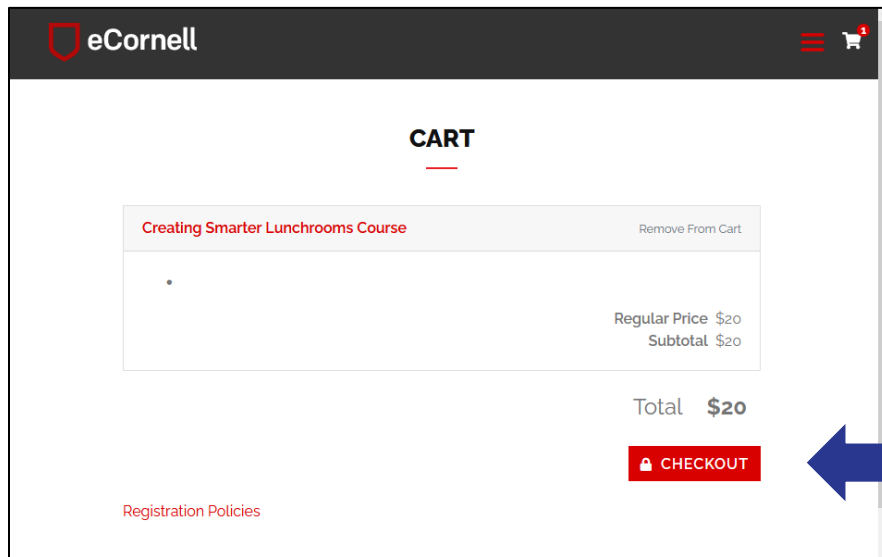 eCornell
1
CART
Creating Smarter Lunchrooms Course Remove From Cart
•
Regular Price $20
Subtotal $20
Total $20
CHECKOUT
Registration Policies